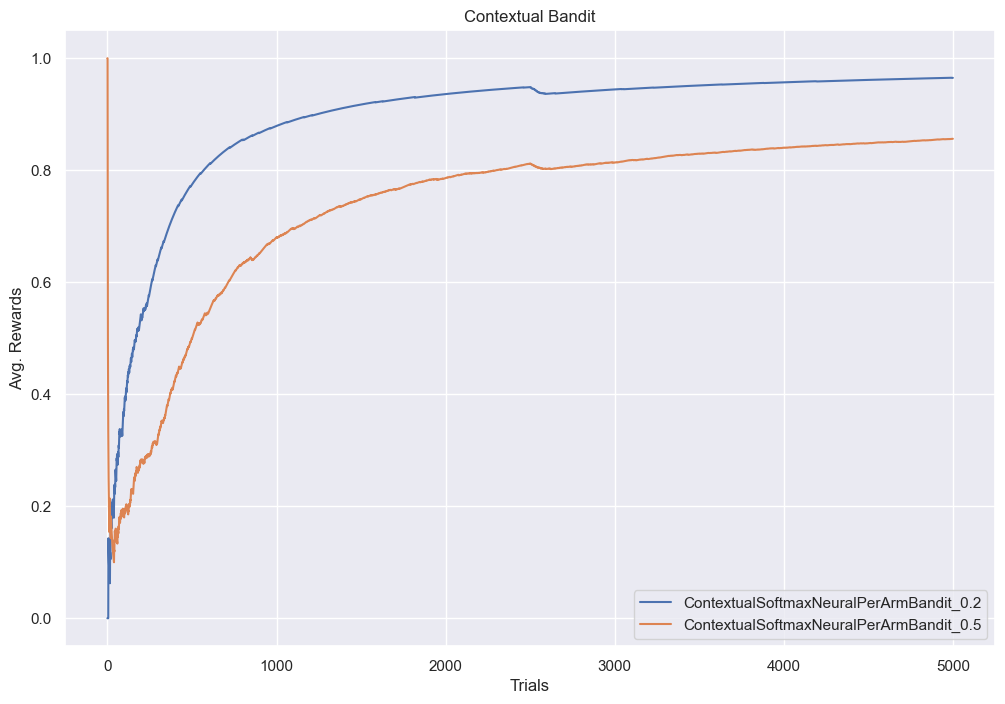 Contextual Bandit
Avg. Rewards
1.0
0.8
0.6
0.4
0.2
0.0
0
1000
2000
3000
4000
5000
Trials
ContextualSoftmaxNeuralPerArmBandit_0.2
ContextualSoftmaxNeuralPerArmBandit_0.5